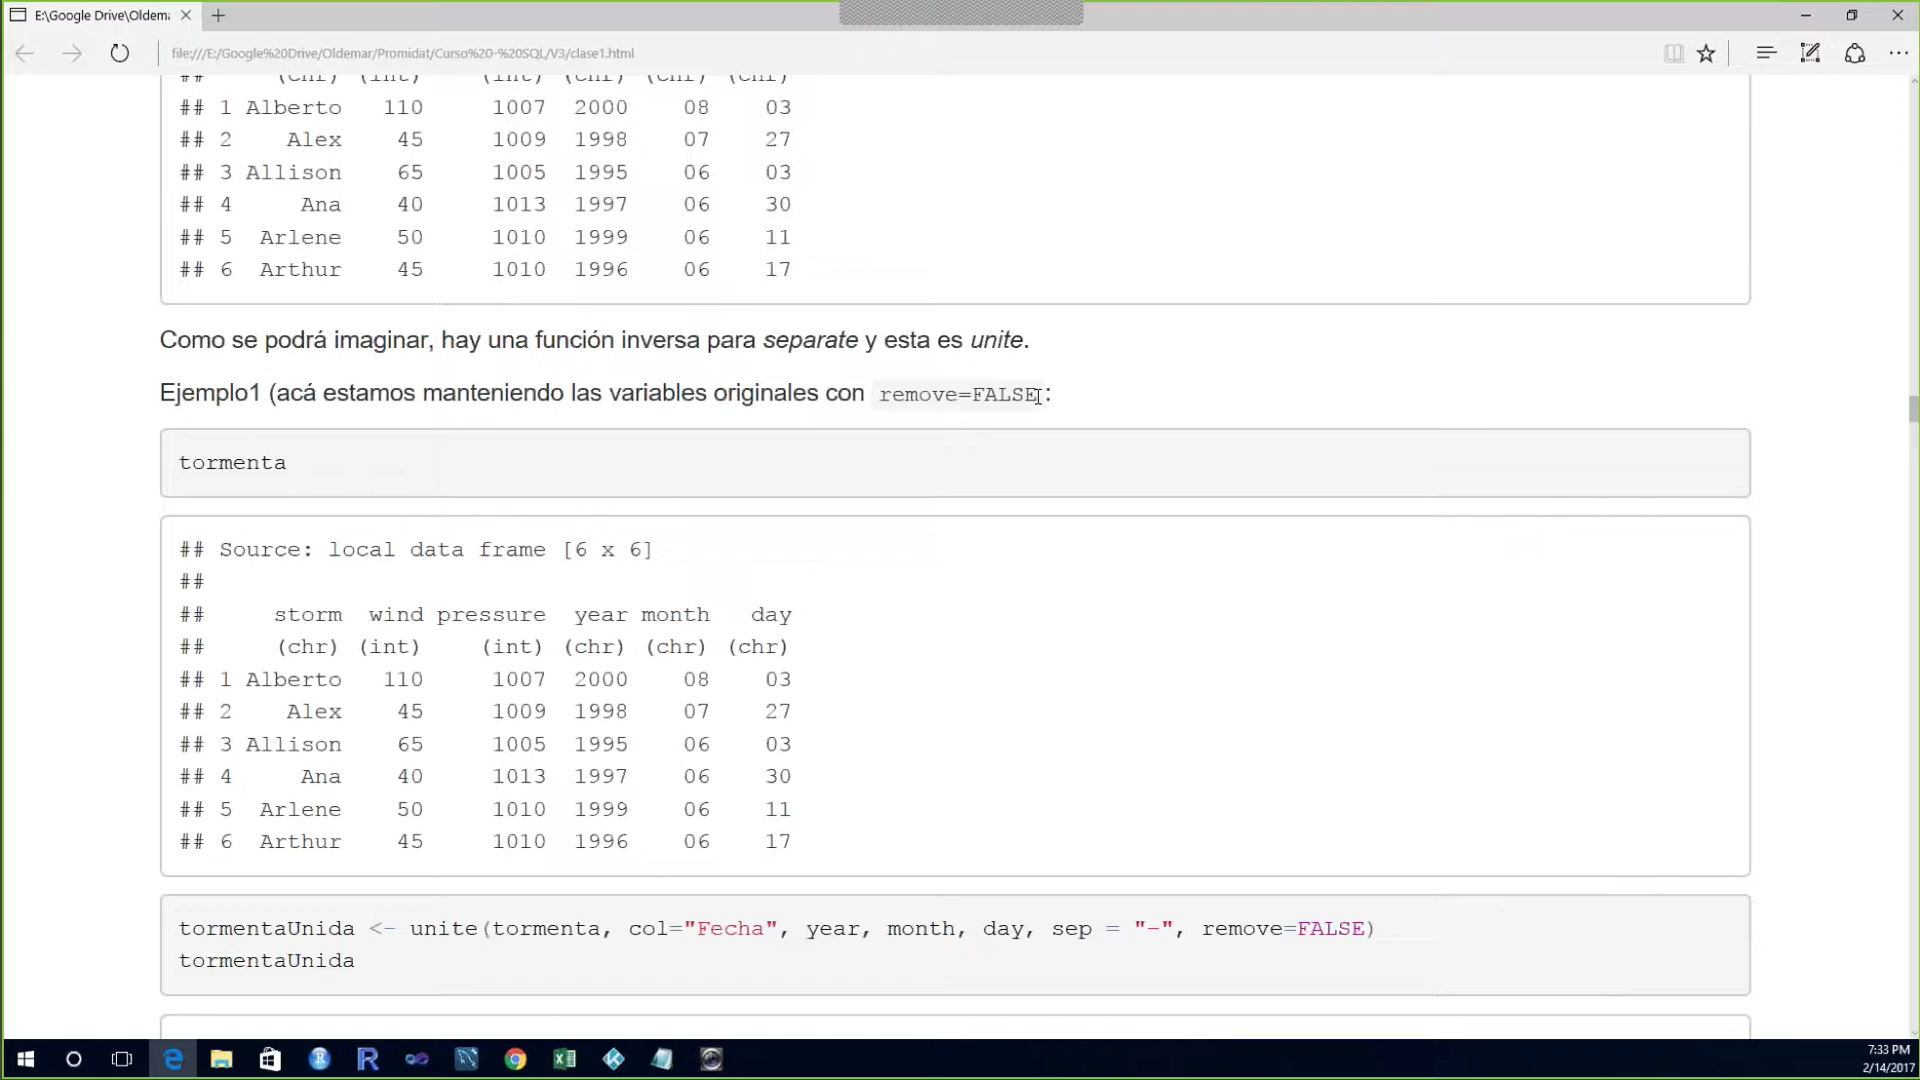 E:\Google Drive\Oldema
file:///E:/Google%20Drive/Oldemar/Promidat/Curso%20-%20SQL/V3/clase1.html
## (chr) (int) (int) (chr) (chr) (chr)
## 1 Alberto 110 1007 2000 08 03
## 2 Alex 45 1009 1998 07 27
## 3 Allison 65 1005 1995 06 03
## 4 Ana 40 1013 1997 06 30
## 5 Arlene 50 1010 1999 06 11
## 6 Arthur 45 1010 1996 06 17
Como se podrá imaginar, hay una función inversa para separate y esta es unite.
Ejemplo1 (acá estamos manteniendo las variables originales con remove=FALSE:
tormenta
## Source: local data frame [6 x 6]
##
## storm wind pressure year month day
## (chr) (int) (int) (chr) (chr) (chr)
## 1 Alberto 110 1007 2000 08 03
## 2 Alex 45 1009 1998 07 27
## 3 Allison 65 1005 1995 06 03
## 4 Ana 40 1013 1997 06 30
## 5 Arlene 50 1010 1999 06 11
## 6 Arthur 45 1010 1996 06 17
tormentaUnida <- unite(tormenta, col="Fecha", year, month, day, sep = "-", remove=FALSE)
tormentaUnida
7:33 PM
2/14/2017